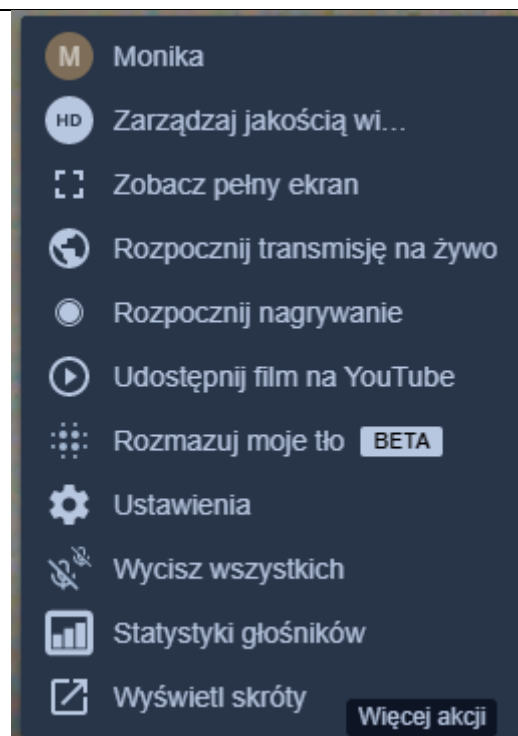 M Monika
HD Zarządzaj jakością wi...
Zobacz pełny ekran
Rozpocznij transmisję na żywo
Rozpocznij nagrywanie
Udostępnij film na YouTube
Rozmazuj moje tło BETA
Ustawienia
Wycisz wszystkich
Statystyki głośników
Wyświetl skróty
Więcej akcji